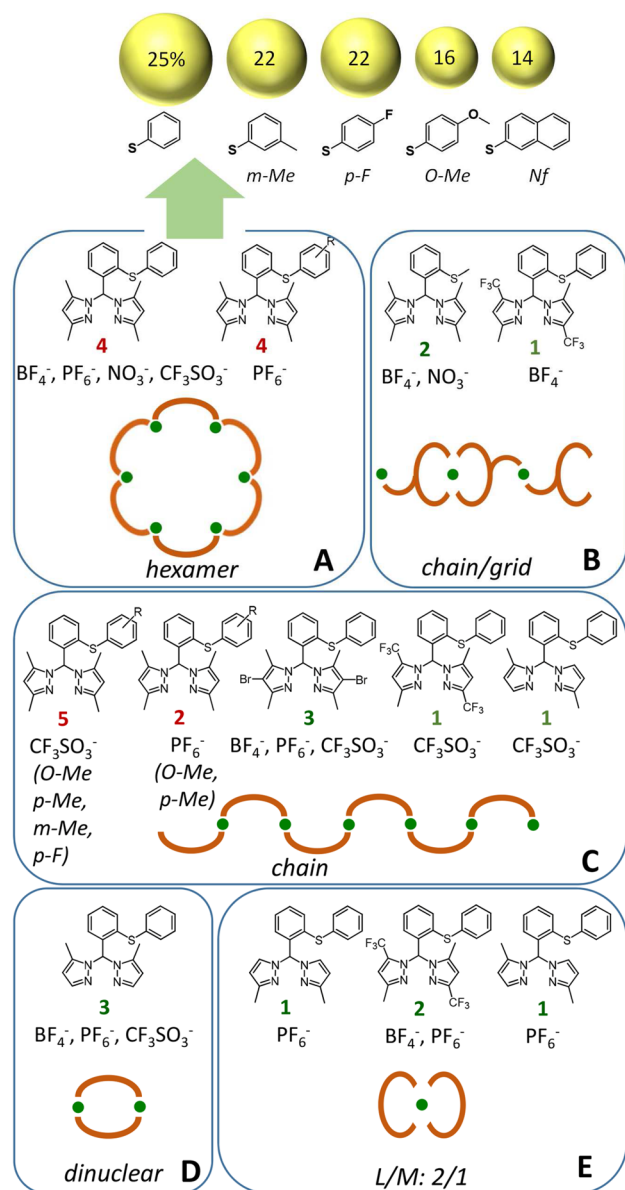 25% 22 22 16 14
S S S F S O S
m-Me p-F O-Me Nf
S S R
N N N N N N N N
4 4
BF₄⁻, PF₆⁻, NO₃⁻, CF₃SO₃⁻ PF₆⁻
hexamer A
S S
F₃C
N N N N N N N N
CF₃
2 1
BF₄⁻, NO₃⁻ BF₄⁻
chain/grid B
S R S R S S S
F₃C
Br Br
N N N N N N N N N N N N N N N N N N N N
CF₃
5 2 3 1 1
CF₃SO₃⁻ PF₆⁻ BF₄⁻, PF₆⁻, CF₃SO₃⁻ CF₃SO₃⁻ CF₃SO₃⁻
(O-Me (O-Me,
p-Me, p-Me)
m-Me,
p-F)
chain C
S
N N N N
3
BF₄⁻, PF₆⁻, CF₃SO₃⁻
dinuclear D
S S S
F₃C
N N N N N N N N N N N N
CF₃
1 2 1
PF₆⁻ BF₄⁻, PF₆⁻ PF₆⁻
L/M: 2/1 E